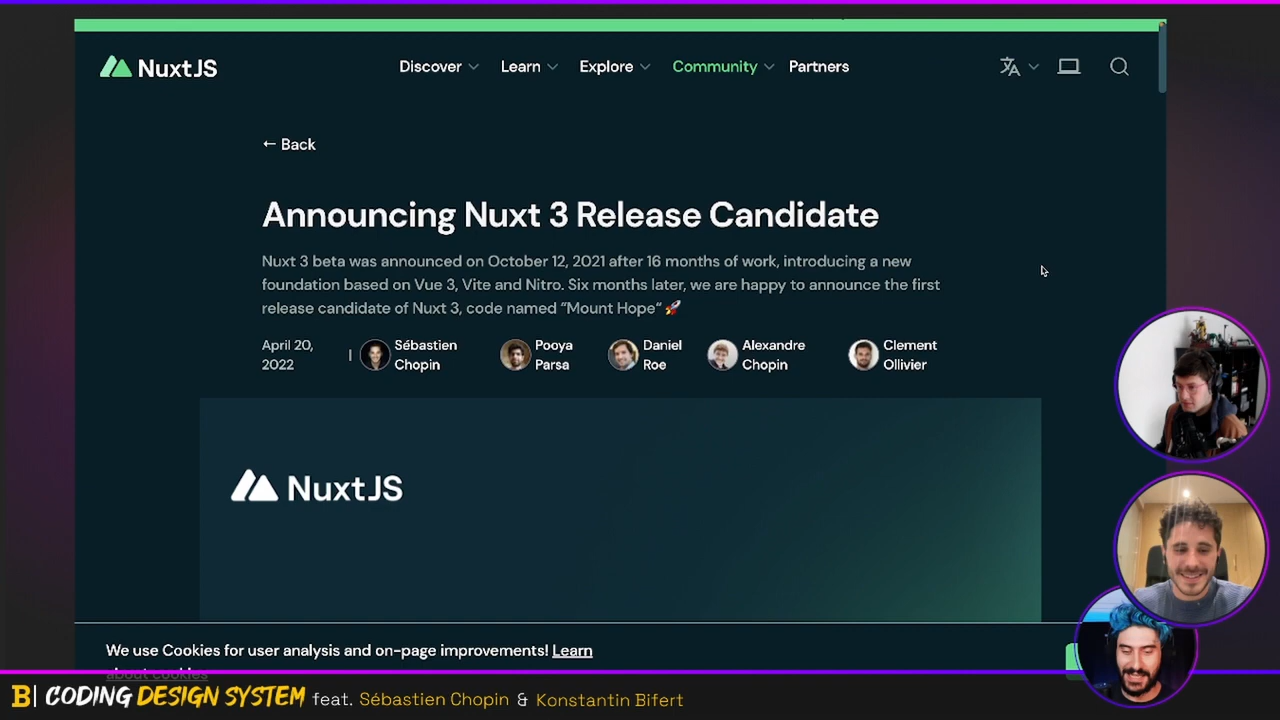 NuxtJS
Discover Learn Explore Community Partners
← Back
Announcing Nuxt 3 Release Candidate
Nuxt 3 beta was announced on October 12, 2021 after 16 months of work, introducing a new
foundation based on Vue 3, Vite and Nitro. Six months later, we are happy to announce the first
release candidate of Nuxt 3, code named “Mount Hope“ 🚀
April 20,
2022
|
Sébastien
Chopin
Pooya
Parsa
Daniel
Roe
Alexandre
Chopin
Clement
Ollivier
NuxtJS
We use Cookies for user analysis and on-page improvements! Learn
about cookies
B| CODING DESIGN SYSTEM feat. Sébastien Chopin & Konstantin Bifert